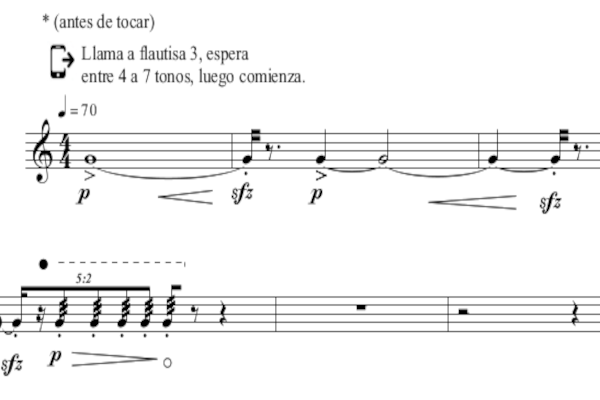 * (antes de tocar)
Llama a flautisa 3, espera
entre 4 a 7 tonos, luego comienza.
= 70
4
4
p
sfz
p
sfz
5:2
sfz
p